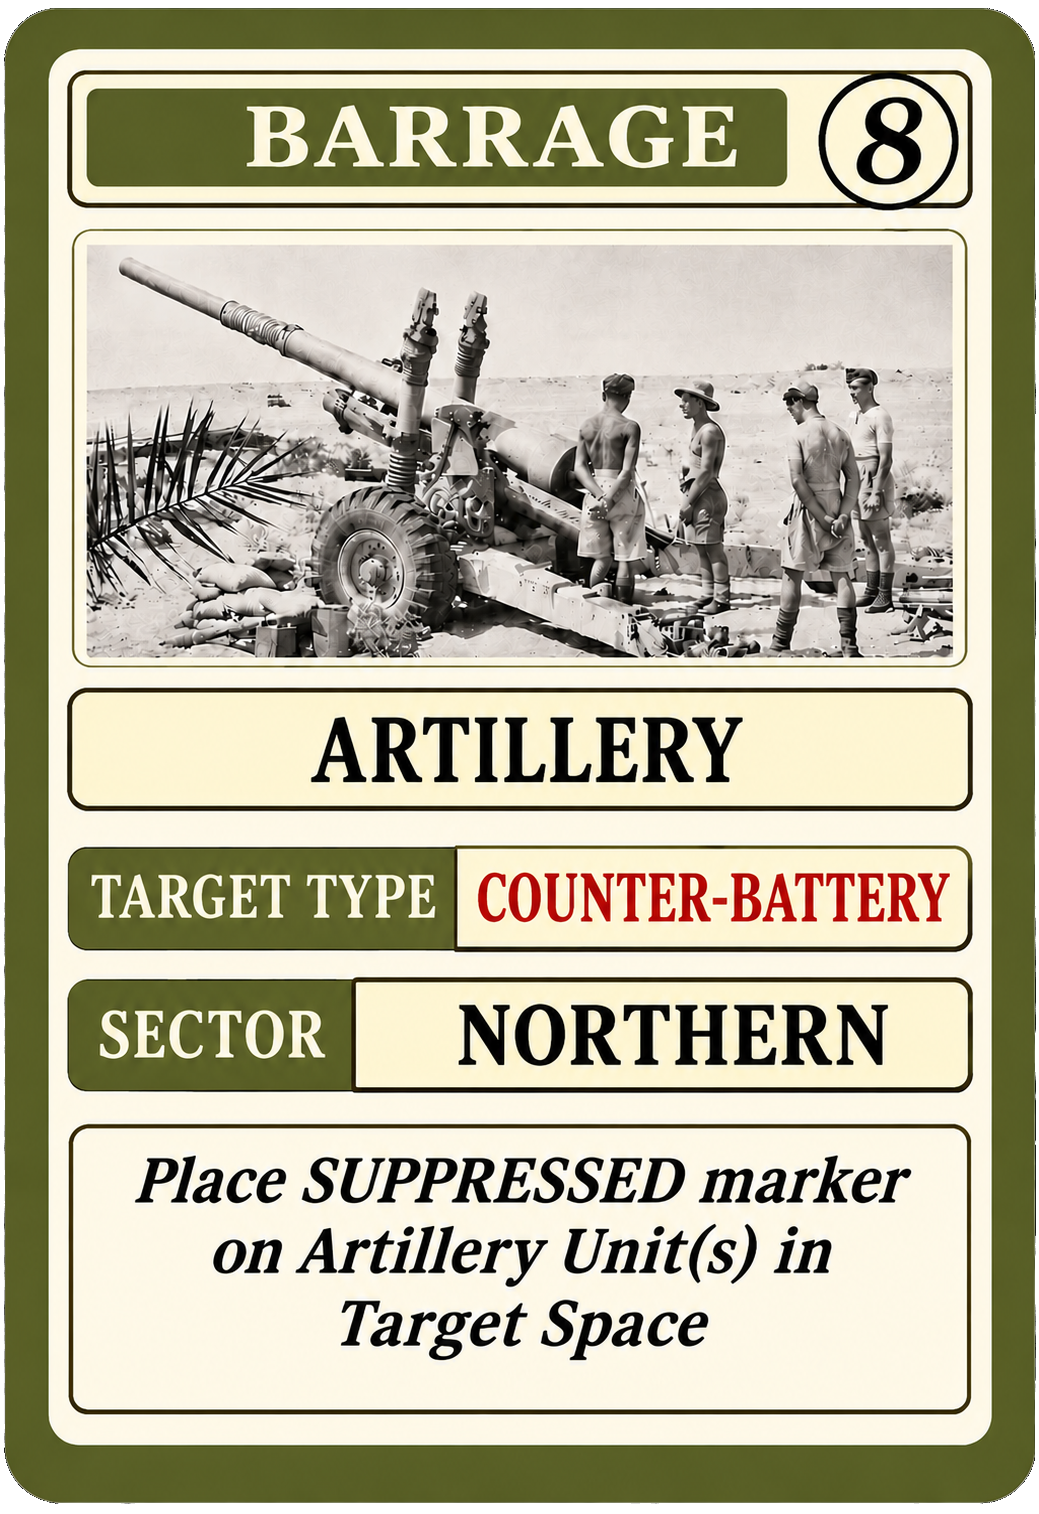 BARRAGE 8
ARTILLERY
TARGET TYPE COUNTER-BATTERY
SECTOR NORTHERN
Place SUPPRESSED marker
on Artillery Unit(s) in
Target Space